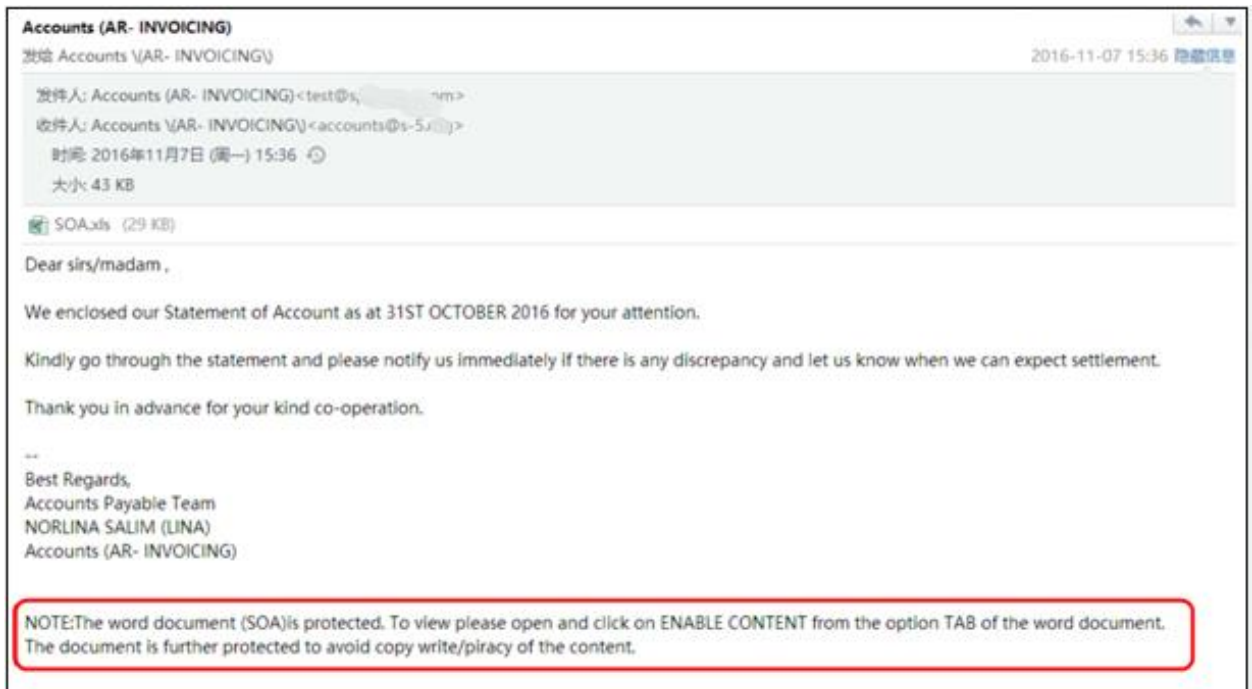 Accounts (AR- INVOICING)
发给 Accounts \(AR- INVOICING\)
2016-11-07 15:36 隐藏信息
发件人: Accounts (AR- INVOICING)<test@s
收件人: Accounts \(AR- INVOICING\)<accounts@s-5
时间: 2016年11月7日 (周一) 15:36
大小: 43 KB
SOA.xls (29 KB)
Dear sirs/madam ,
We enclosed our Statement of Account as at 31ST OCTOBER 2016 for your attention.
Kindly go through the statement and please notify us immediately if there is any discrepancy and let us know when we can expect settlement.
Thank you in advance for your kind co-operation.
--
Best Regards,
Accounts Payable Team
NORLINA SALIM (LINA)
Accounts (AR- INVOICING)
NOTE:The word document (SOA)is protected. To view please open and click on ENABLE CONTENT from the option TAB of the word document.
The document is further protected to avoid copy write/piracy of the content.